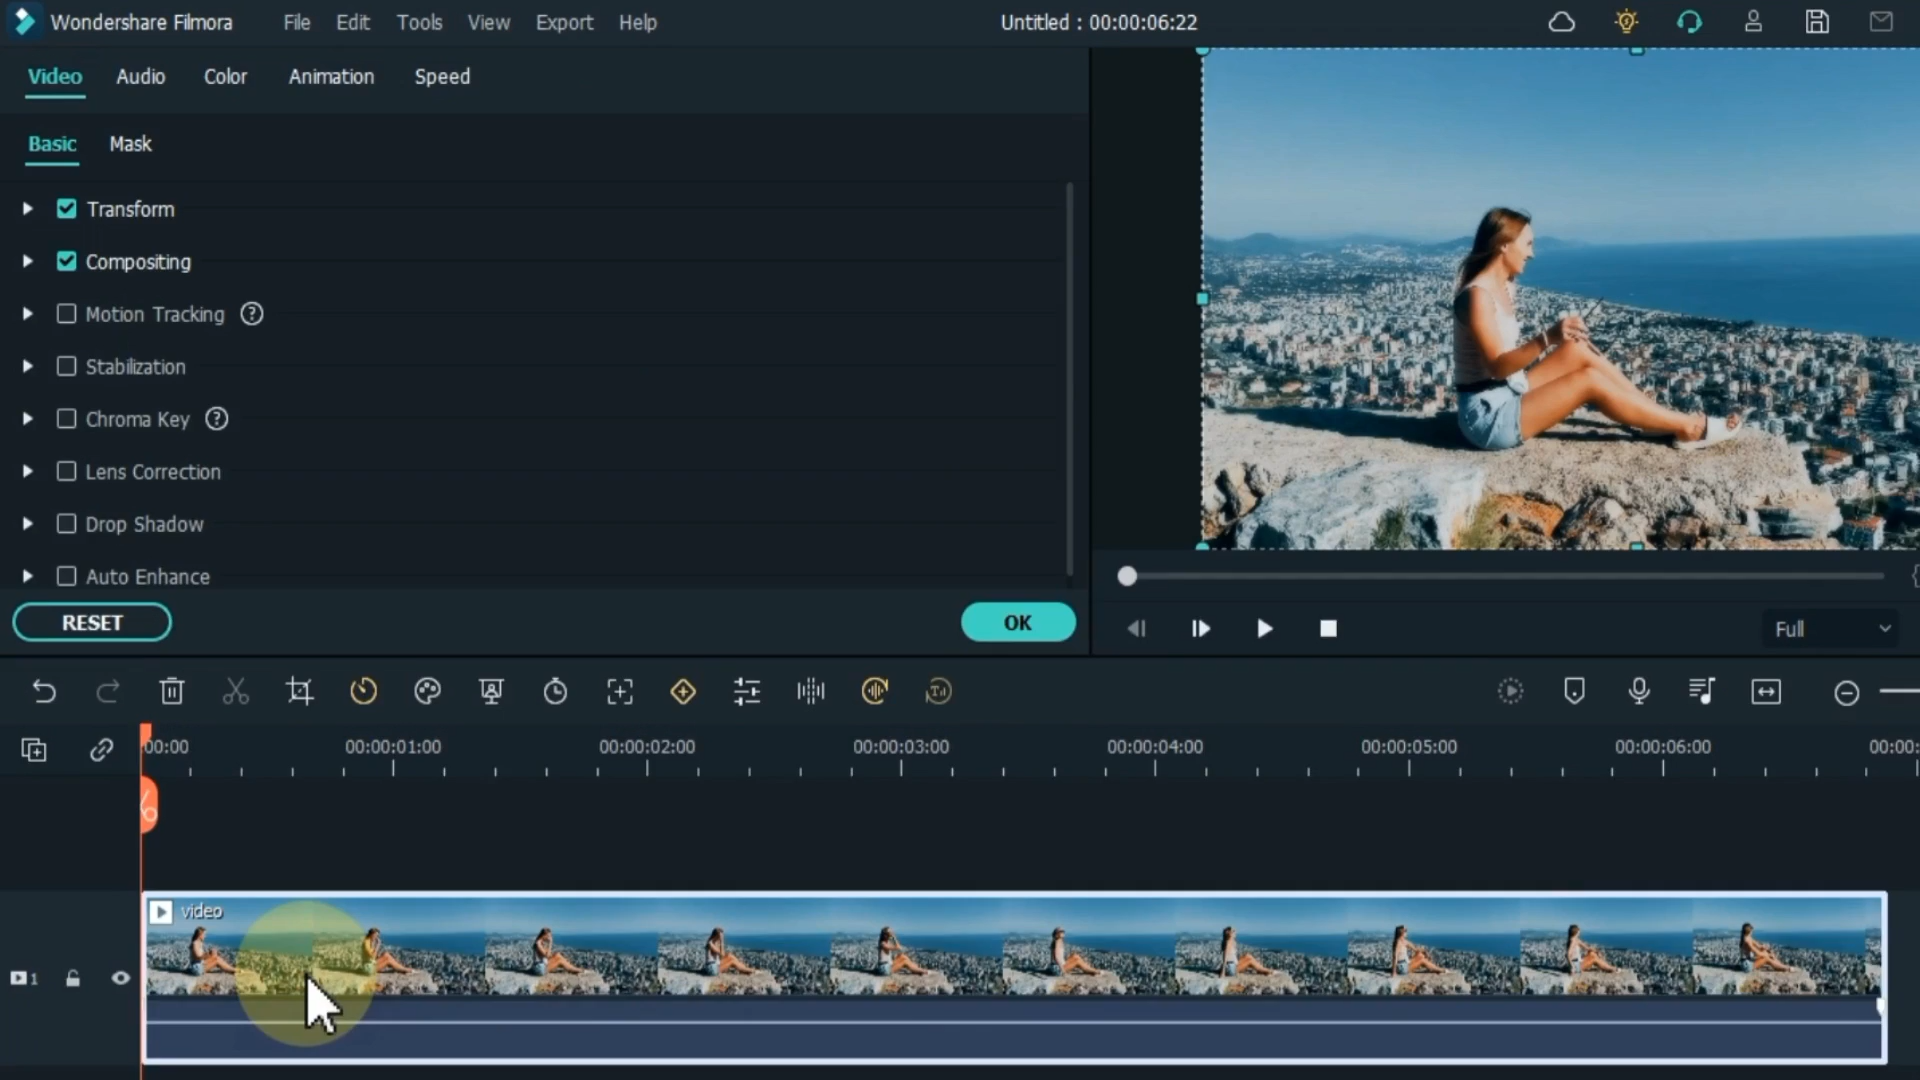 Wondershare Filmora File Edit Tools View Export Help Untitled : 00:00:06:22
Video Audio Color Animation Speed
Basic Mask
Transform
Compositing
Motion Tracking ?
Stabilization
Chroma Key ?
Lens Correction
Drop Shadow
Auto Enhance
RESET OK
Full
00:00 00:00:01:00 00:00:02:00 00:00:03:00 00:00:04:00 00:00:05:00 00:00:06:00 00:00:
video
1